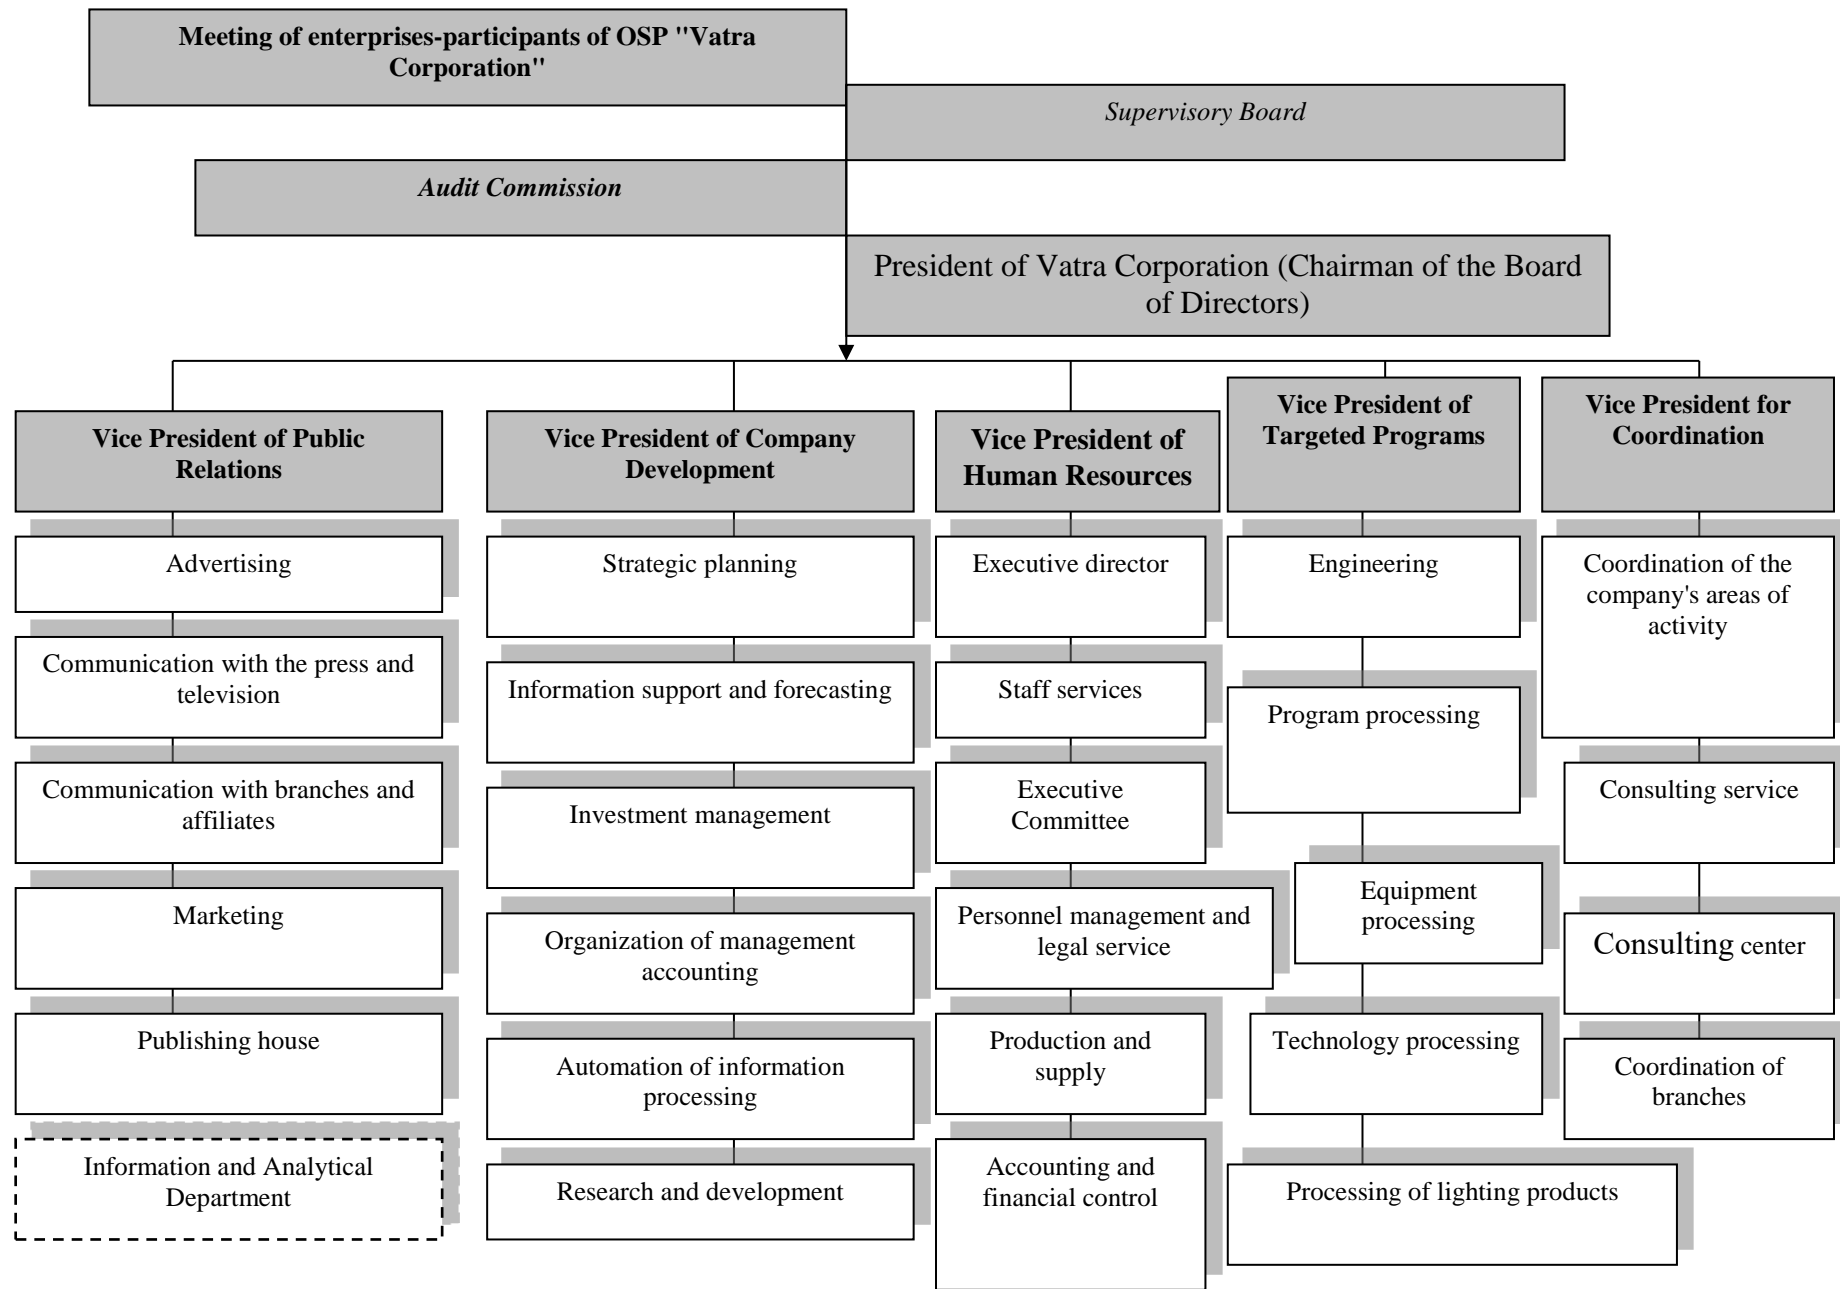 Meeting of enterprises-participants of OSP "Vatra
Corporation"
Supervisory Board
Audit Commission
President of Vatra Corporation (Chairman of the Board
of Directors)
Vice President of Public
Relations
Advertising
Communication with the press and
television
Communication with branches and
affiliates
Marketing
Publishing house
Information and Analytical
Department
Vice President of Company
Development
Strategic planning
Information support and forecasting
Investment management
Organization of management
accounting
Automation of information
processing
Research and development
Vice President of
Human Resources
Executive director
Staff services
Executive
Committee
Personnel management and
legal service
Production and
supply
Accounting and
financial control
Vice President of
Targeted Programs
Engineering
Program processing
Equipment
processing
Technology processing
Processing of lighting products
Vice President for
Coordination
Coordination of the
company's areas of
activity
Consulting service
Consulting center
Coordination of
branches